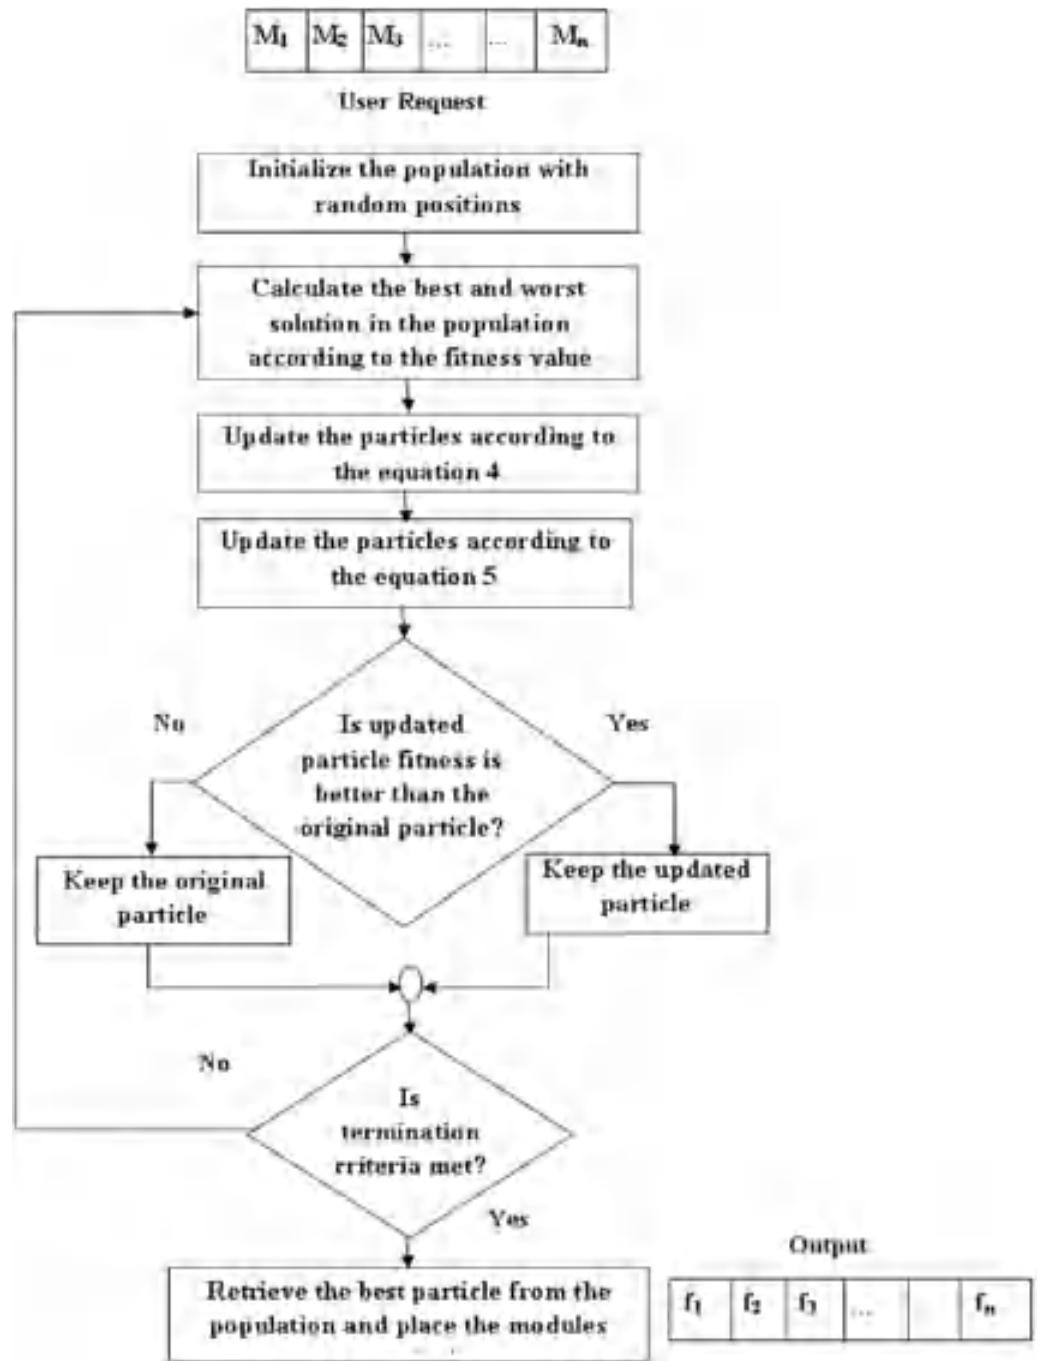 M1 M2 M3 ... ... Mn
User Request
Initialize the population with
random positions
Calculate the best and worst
solution in the population
according to the fitness value
Update the particles according to
the equation 4
Update the particles according to
the equation 5
No
Yes
Is updated
particle fitness is
better than the
original particle?
Keep the original
particle
Keep the updated
particle
No
Is
termination
rriteria met?
Yes
Output
Retrieve the best particle from the
population and place the modules
f1 f2 f3 ... fn